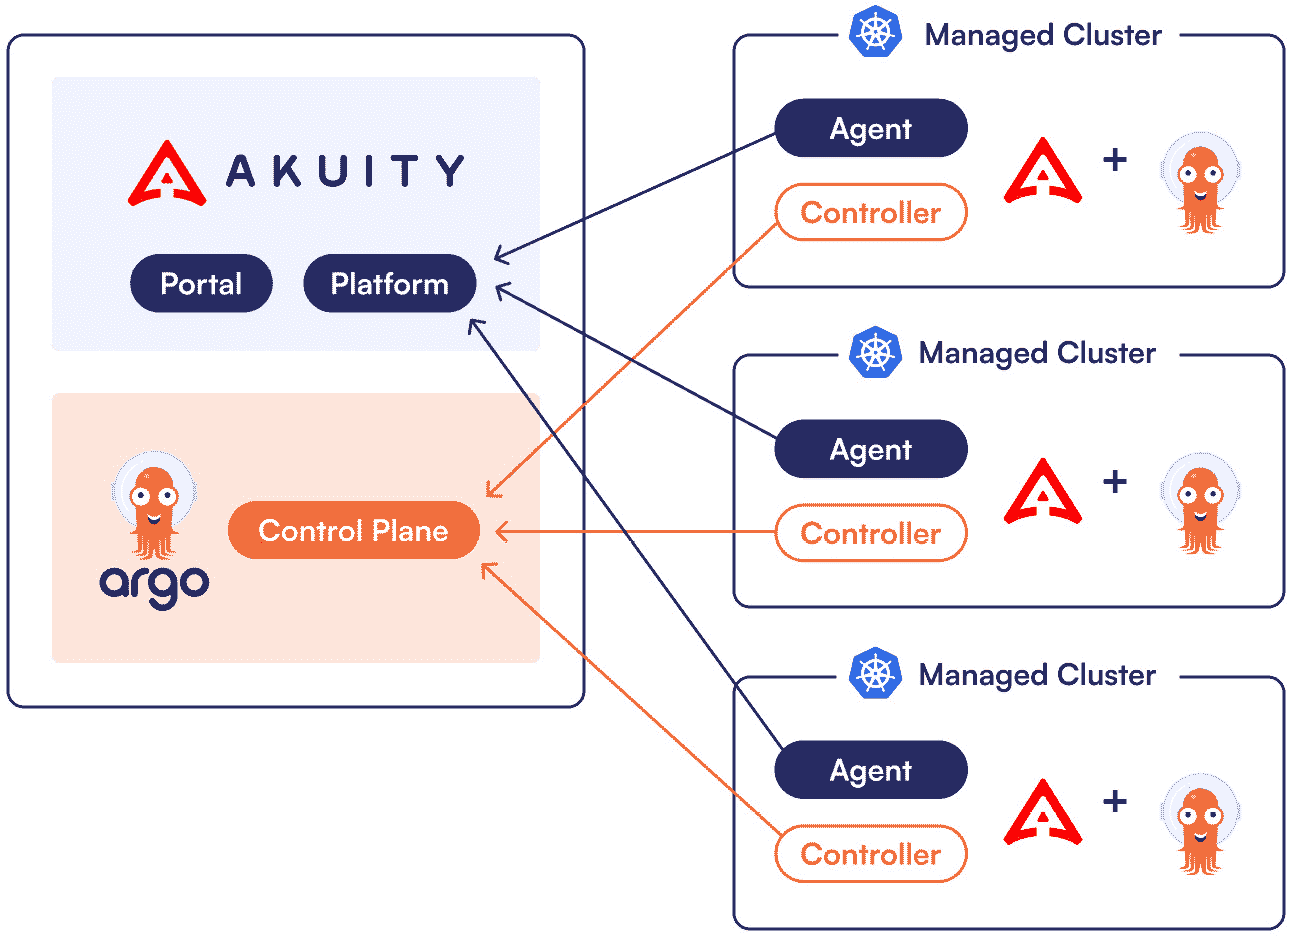 AKUITY
Portal
Platform
argo
Control Plane
Managed Cluster
Agent
+
Controller
Managed Cluster
Agent
+
Controller
Managed Cluster
Agent
+
Controller